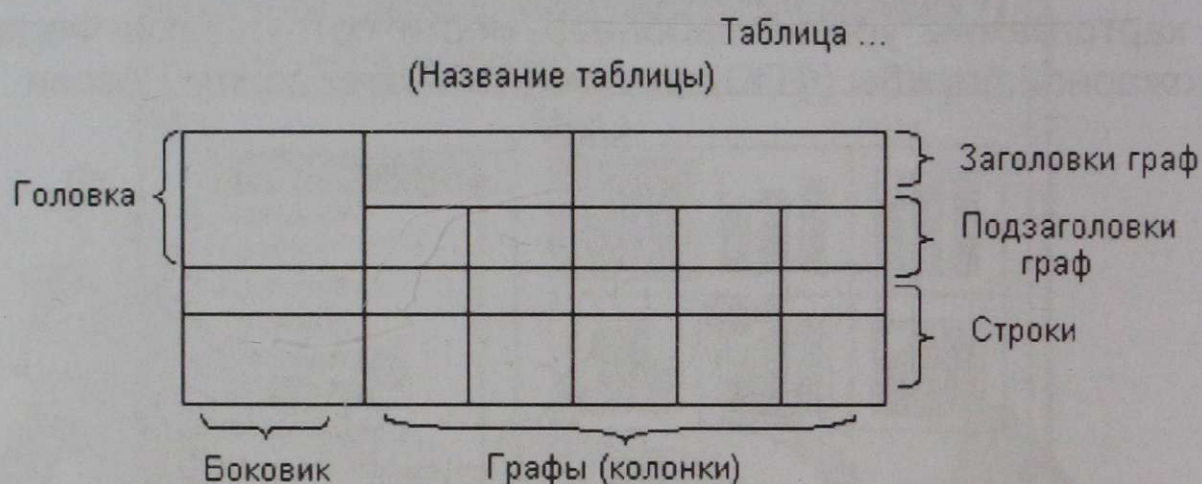 Таблица ...
(Название таблицы)
Головка
Заголовки граф
Подзаголовки
граф
Строки
Боковик
Графы (колонки)